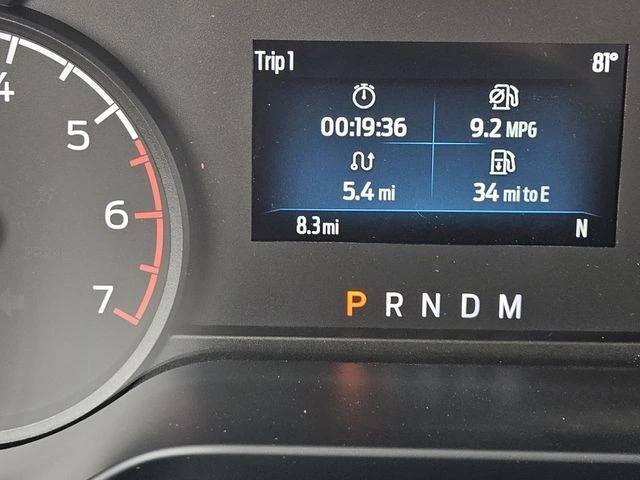 Trip 1 81°
00:19:36 9.2 MPG
5.4 mi 34 mi to E
8.3 mi N
P R N D M
4
5
6
7